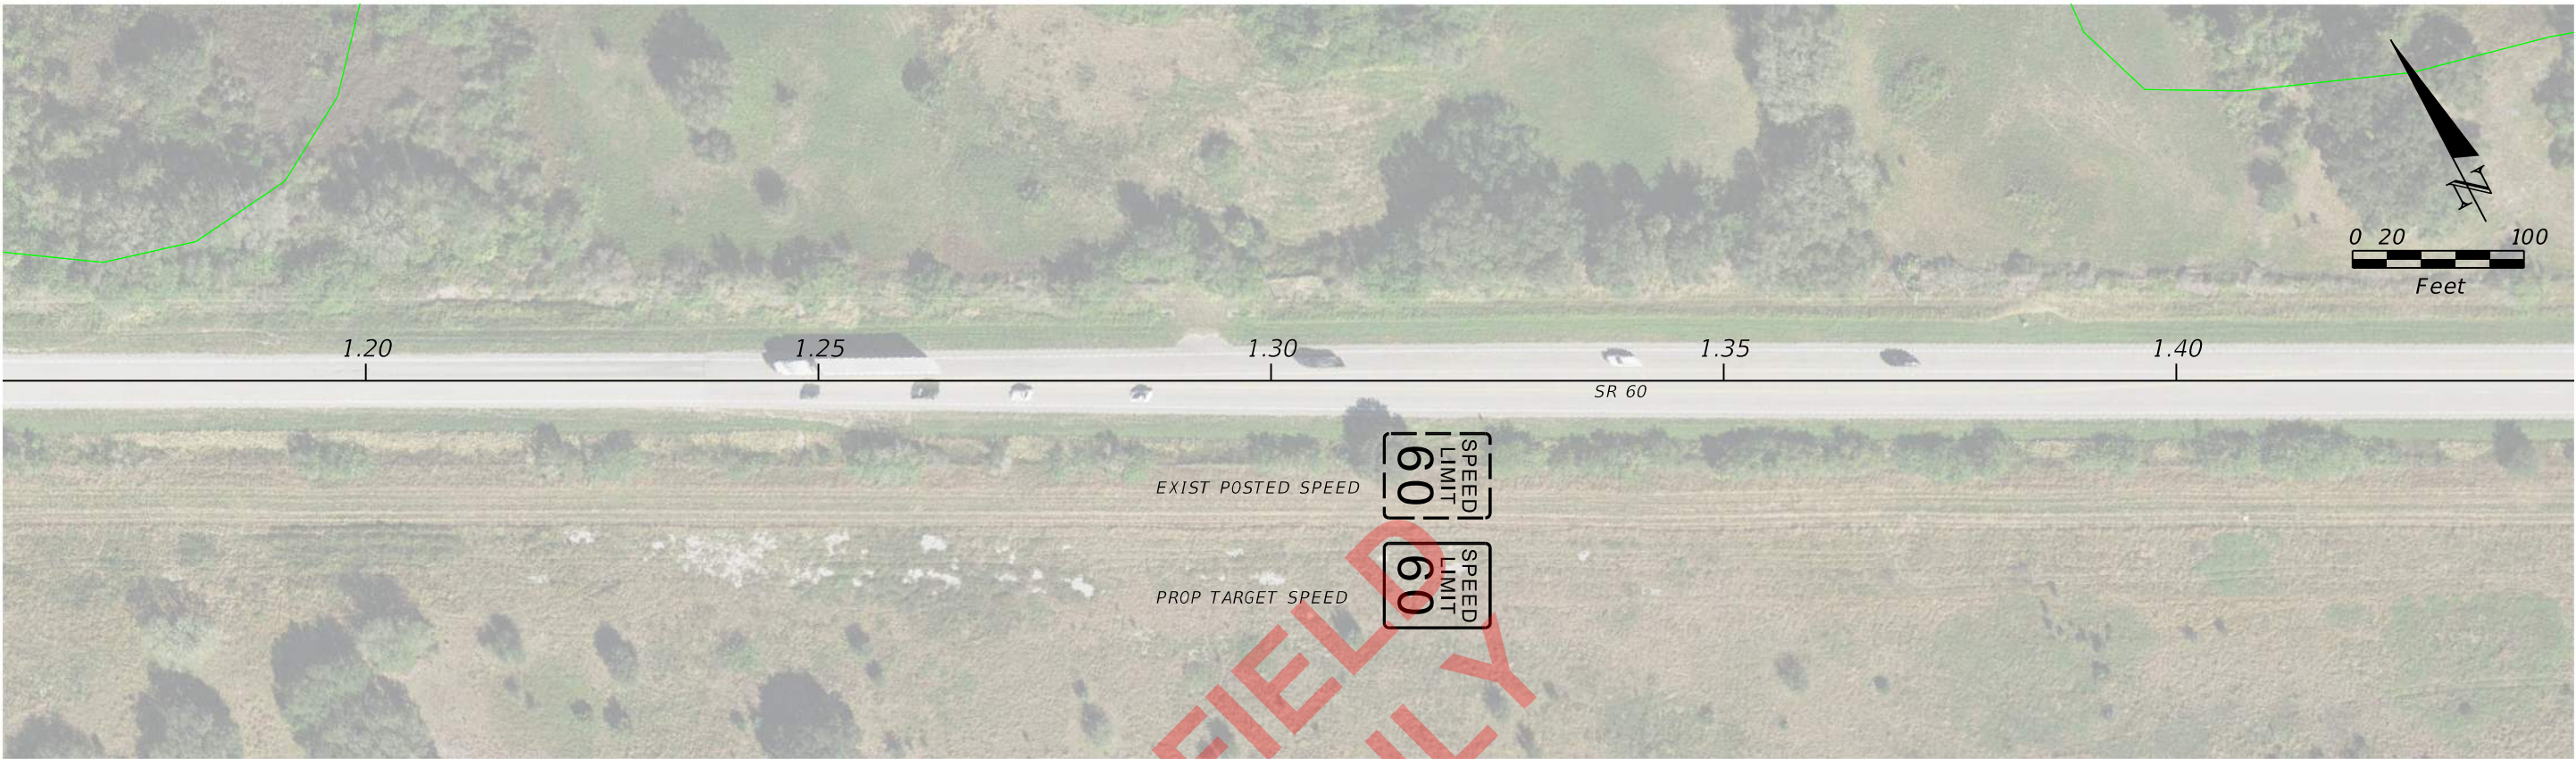 N
0 20 100
Feet
1.20 1.25 1.30 1.35 1.40
SR 60
EXIST POSTED SPEED
SPEED
LIMIT
60
PROP TARGET SPEED
SPEED
LIMIT
60
FIELD